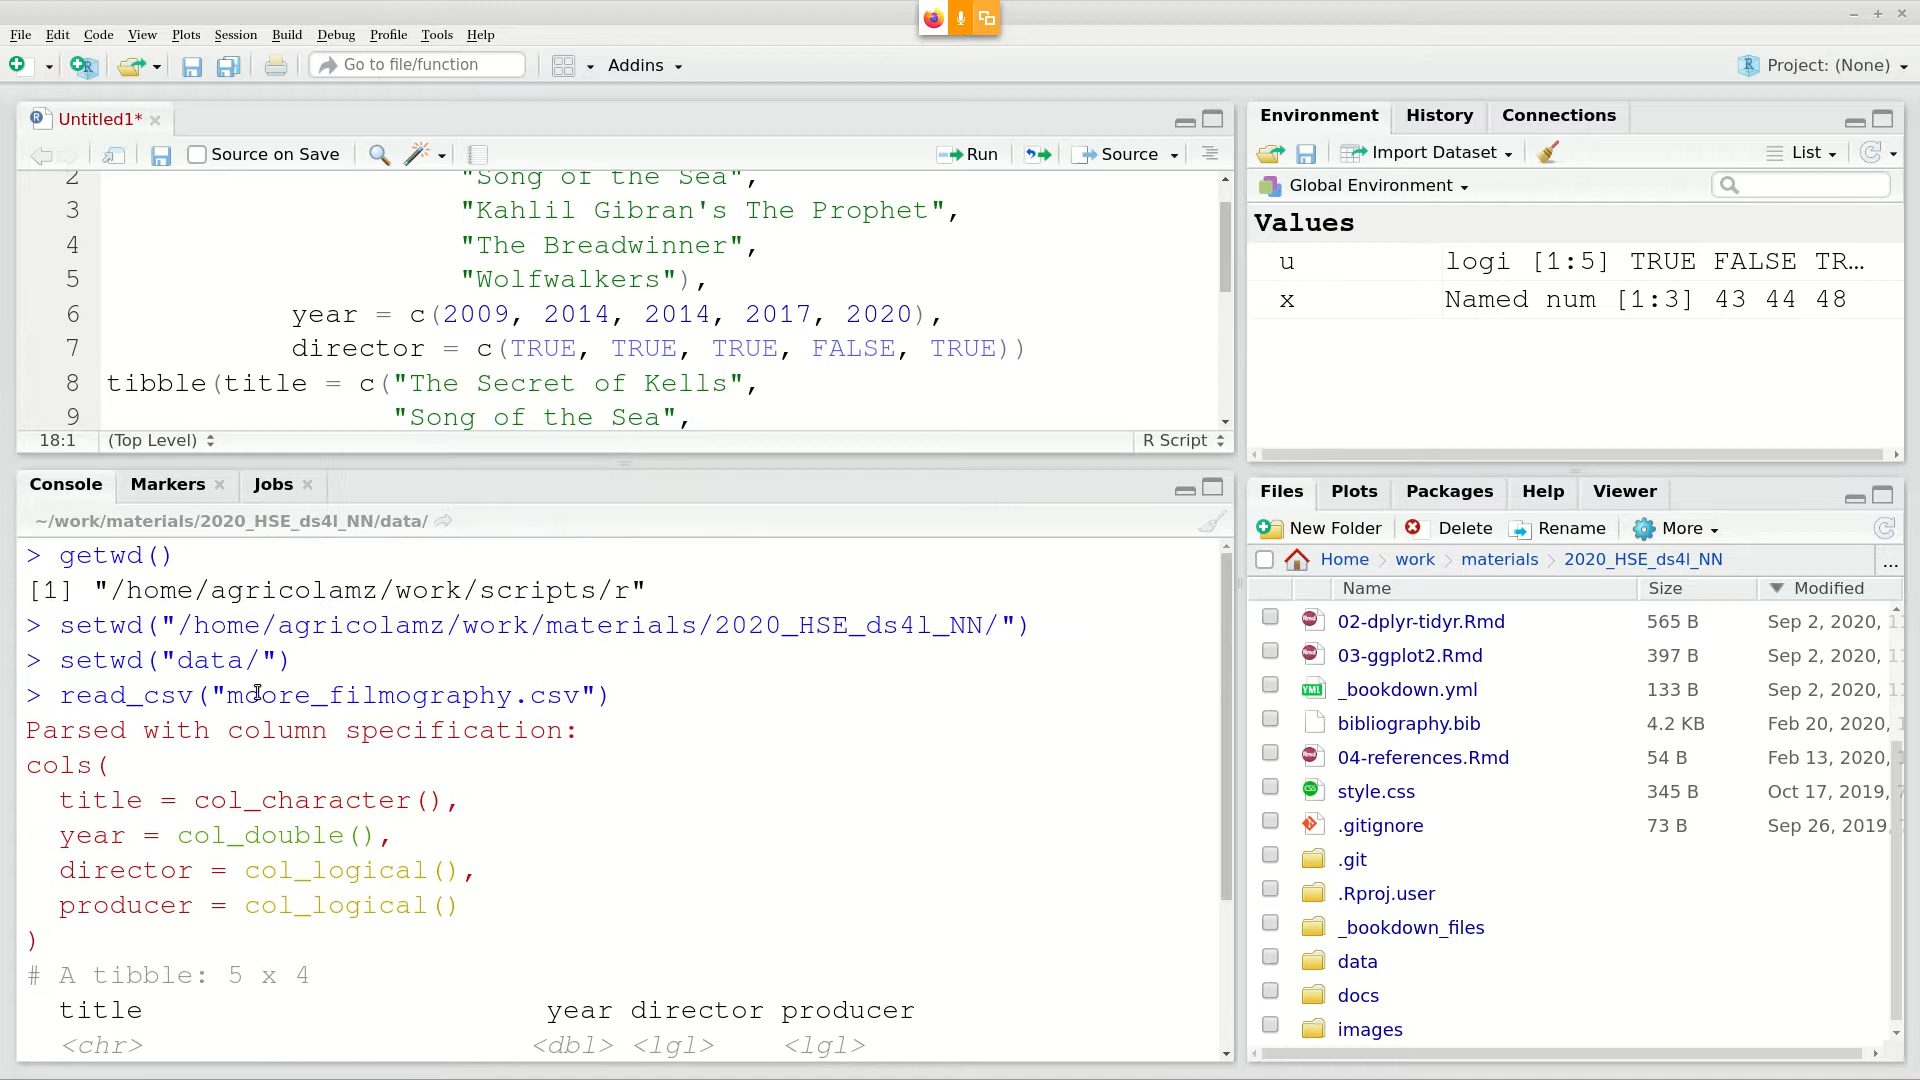 File Edit Code View Plots Session Build Debug Profile Tools Help
Go to file/function
Addins
Project: (None)
Untitled1*
Source on Save
Run
Source
2 "Song of the Sea",
3 "Kahlil Gibran's The Prophet",
4 "The Breadwinner",
5 "Wolfwalkers"),
6 year = c(2009, 2014, 2014, 2017, 2020),
7 director = c(TRUE, TRUE, TRUE, FALSE, TRUE))
8 tibble(title = c("The Secret of Kells",
9 "Song of the Sea",
18:1 (Top Level) R Script
Console Markers Jobs
~/work/materials/2020_HSE_ds4l_NN/data/
> getwd()
[1] "/home/agricolamz/work/scripts/r"
> setwd("/home/agricolamz/work/materials/2020_HSE_ds4l_NN/")
> setwd("data/")
> read_csv("moore_filmography.csv")
Parsed with column specification:
cols(
title = col_character(),
year = col_double(),
director = col_logical(),
producer = col_logical()
)
# A tibble: 5 x 4
title year director producer
<chr> <dbl> <lgl> <lgl>
Environment History Connections
Import Dataset
List
Global Environment
Values
u logi [1:5] TRUE FALSE TR…
x Named num [1:3] 43 44 48
Files Plots Packages Help Viewer
New Folder Delete Rename More
Home work materials 2020_HSE_ds4l_NN ...
Name Size Modified
02-dplyr-tidyr.Rmd 565 B Sep 2, 2020,
03-ggplot2.Rmd 397 B Sep 2, 2020,
_bookdown.yml 133 B Sep 2, 2020,
bibliography.bib 4.2 KB Feb 20, 2020,
04-references.Rmd 54 B Feb 13, 2020,
style.css 345 B Oct 17, 2019,
.gitignore 73 B Sep 26, 2019,
.git
.Rproj.user
_bookdown_files
data
docs
images